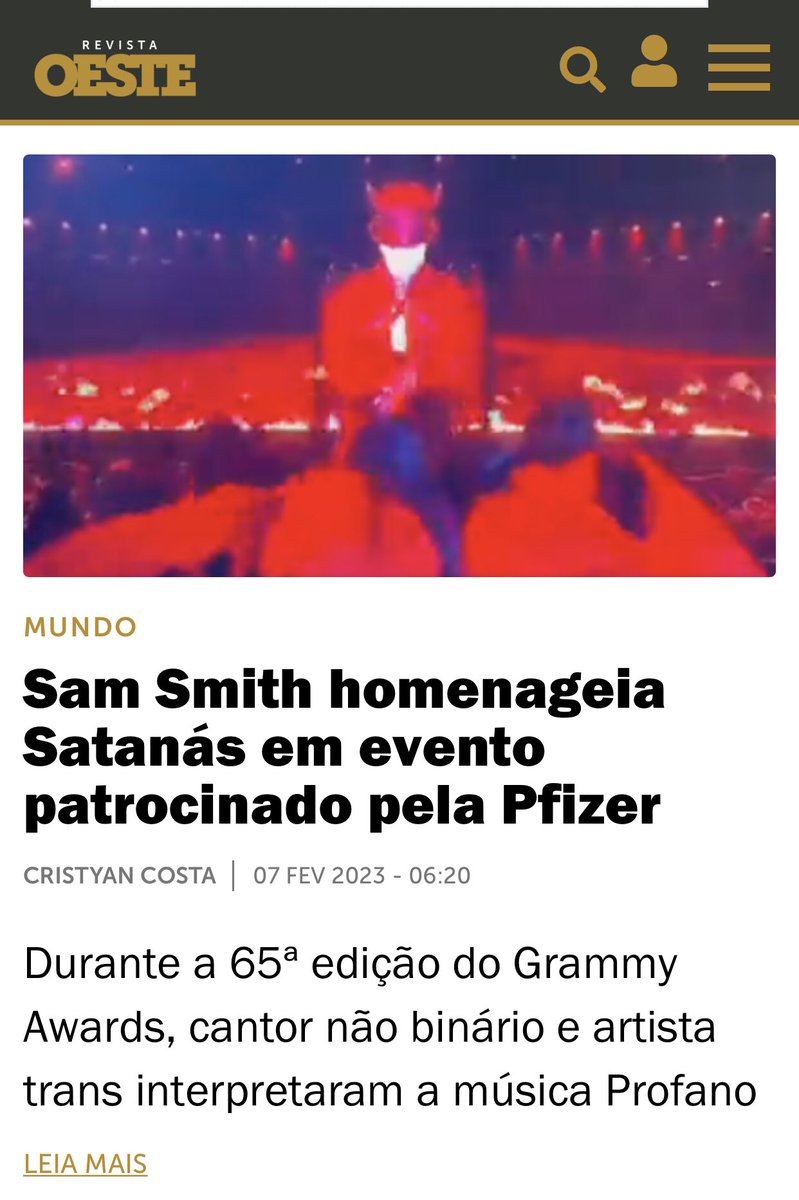 REVISTA
OESTE
MUNDO
Sam Smith homenageia
Satanás em evento
patrocinado pela Pfizer
CRISTYAN COSTA | 07 FEV 2023 - 06:20
Durante a 65ª edição do Grammy
Awards, cantor não binário e artista
trans interpretaram a música Profano
LEIA MAIS